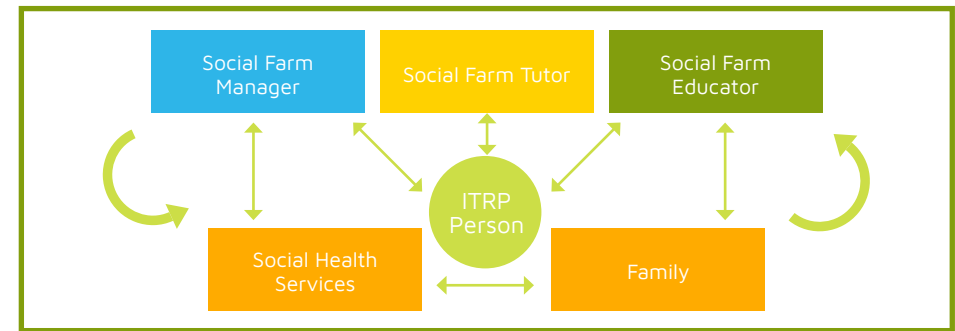 Social Farm
Manager
Social Farm Tutor
Social Farm
Educator
ITRP
Person
Social Health
Services
Family